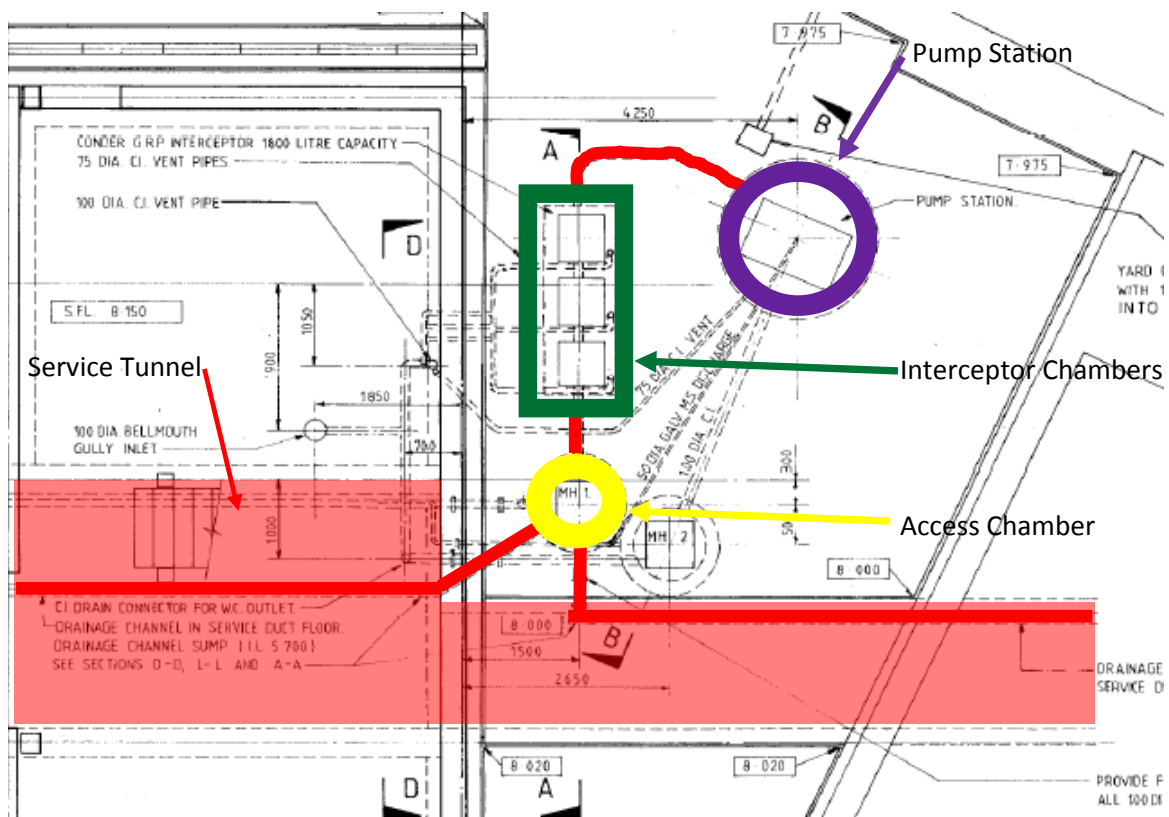 7·975
Pump Station
4250
B
A
CONDER G.R.P. INTERCEPTOR 1800 LITRE CAPACITY
75 DIA. C.I. VENT PIPES
7·975
100 DIA. C.I. VENT PIPE
PUMP STATION.
D
YARD
WITH 1
INTO
S.F.L. 8·150
1050
1900
75 DIA. C.I. VENT
Service Tunnel
Interceptor Chambers
1850
50 DIA. GALV. M.S. DISCHARGE
100 DIA. C.I.
100 DIA. BELLMOUTH
GULLY INLET
700
300
MH 1.
1000
50
Access Chamber
MH 2
8·000
C.I. DRAIN CONNECTOR FOR W.C. OUTLET.
DRAINAGE CHANNEL IN SERVICE DUCT FLOOR.
DRAINAGE CHANNEL SUMP (I.L. 5·700)
SEE SECTIONS D-D, L-L AND A-A
8·000
B
1500
2650
DRAINAGE
SERVICE D
8·020
8·020
D
A
PROVIDE F
ALL 100 DI